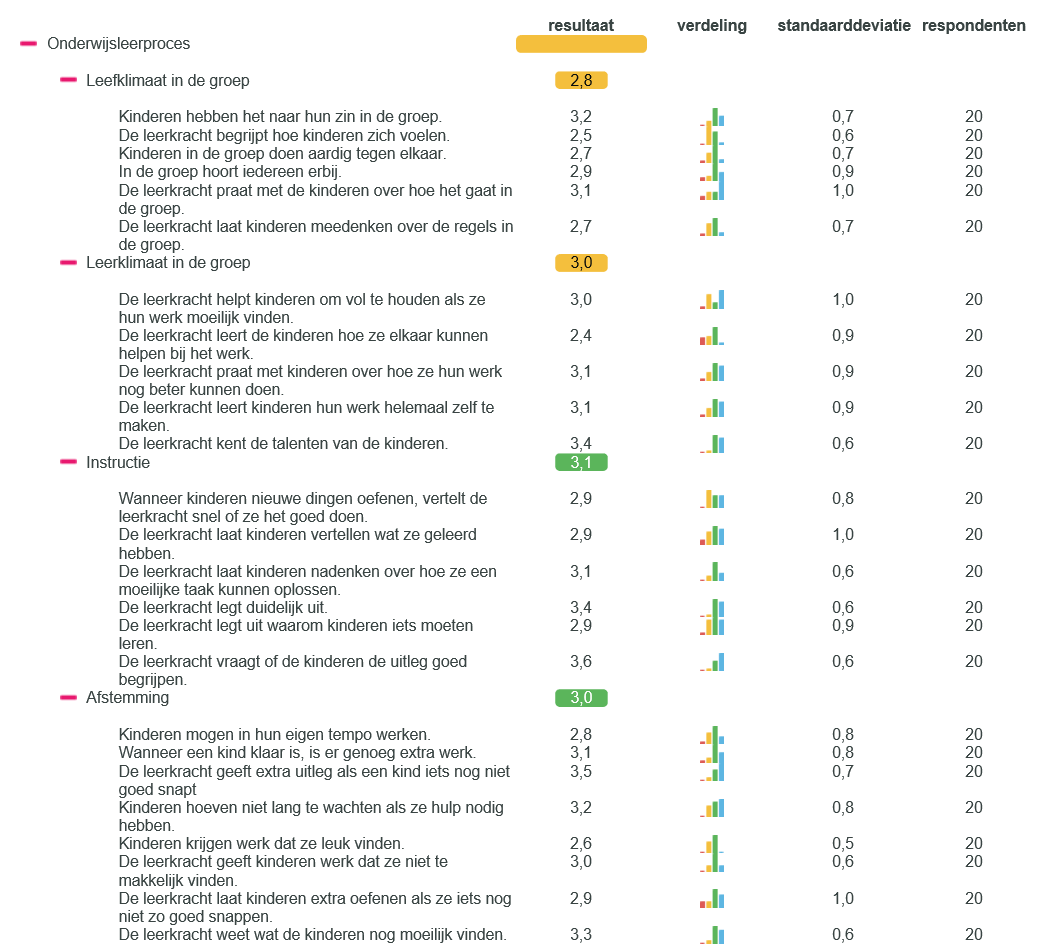 resultaat verdeling standaarddeviatie respondenten
Onderwijsleerproces
Leefklimaat in de groep 2,8
Kinderen hebben het naar hun zin in de groep. 3,2 0,7 20
De leerkracht begrijpt hoe kinderen zich voelen. 2,5 0,6 20
Kinderen in de groep doen aardig tegen elkaar. 2,7 0,7 20
In de groep hoort iedereen erbij. 2,9 0,9 20
De leerkracht praat met de kinderen over hoe het gaat in 3,1 1,0 20
de groep.
De leerkracht laat kinderen meedenken over de regels in 2,7 0,7 20
de groep.
Leerklimaat in de groep 3,0
De leerkracht helpt kinderen om vol te houden als ze 3,0 1,0 20
hun werk moeilijk vinden.
De leerkracht leert de kinderen hoe ze elkaar kunnen 2,4 0,9 20
helpen bij het werk.
De leerkracht praat met kinderen over hoe ze hun werk 3,1 0,9 20
nog beter kunnen doen.
De leerkracht leert kinderen hun werk helemaal zelf te 3,1 0,9 20
maken.
De leerkracht kent de talenten van de kinderen. 3,4 0,6 20
Instructie 3,1
Wanneer kinderen nieuwe dingen oefenen, vertelt de 2,9 0,8 20
leerkracht snel of ze het goed doen.
De leerkracht laat kinderen vertellen wat ze geleerd 2,9 1,0 20
hebben.
De leerkracht laat kinderen nadenken over hoe ze een 3,1 0,6 20
moeilijke taak kunnen oplossen.
De leerkracht legt duidelijk uit. 3,4 0,6 20
De leerkracht legt uit waarom kinderen iets moeten 2,9 0,9 20
leren.
De leerkracht vraagt of de kinderen de uitleg goed 3,6 0,6 20
begrijpen.
Afstemming 3,0
Kinderen mogen in hun eigen tempo werken. 2,8 0,8 20
Wanneer een kind klaar is, is er genoeg extra werk. 3,1 0,8 20
De leerkracht geeft extra uitleg als een kind iets nog niet 3,5 0,7 20
goed snapt
Kinderen hoeven niet lang te wachten als ze hulp nodig 3,2 0,8 20
hebben.
Kinderen krijgen werk dat ze leuk vinden. 2,6 0,5 20
De leerkracht geeft kinderen werk dat ze niet te 3,0 0,6 20
makkelijk vinden.
De leerkracht laat kinderen extra oefenen als ze iets nog 2,9 1,0 20
niet zo goed snappen.
De leerkracht weet wat de kinderen nog moeilijk vinden. 3,3 0,6 20